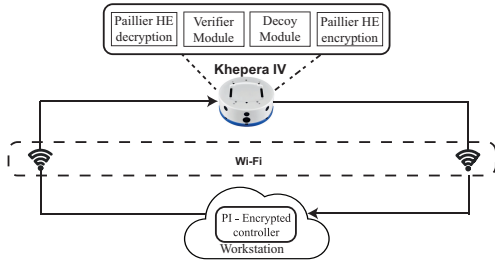 Paillier HE
decryption
Verifier
Module
Decoy
Module
Paillier HE
encryption
Khepera IV
Wi-Fi
PI - Encrypted
controller
Workstation